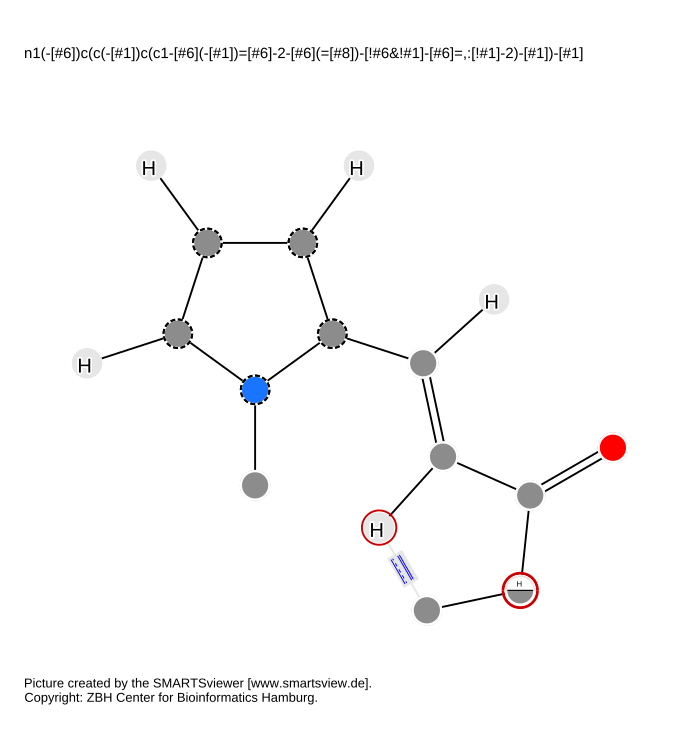 n1(-[#6])c(c(-[#1])c(c1-[#6](-[#1])=[#6]-2-[#6](=[#8])-[!#6&!#1]-[#6]=,:[!#1]-2)-[#1])-[#1]
H
H
H
H
H
H
Picture created by the SMARTSviewer [www.smartsview.de].
Copyright: ZBH Center for Bioinformatics Hamburg.